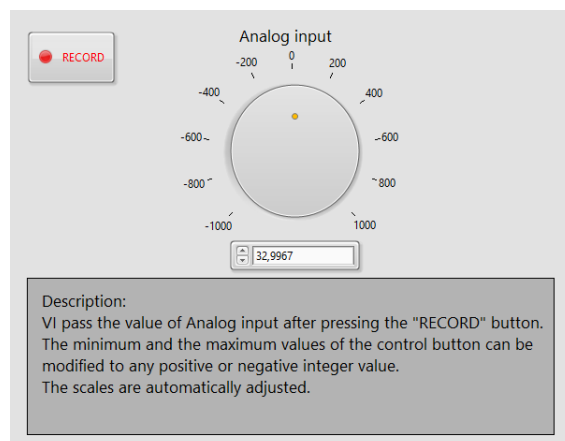 Analog input
RECORD
-200 0 200
-400 400
-600 -600
-800 800
-1000 1000
32,9967
Description:
VI pass the value of Analog input after pressing the "RECORD" button.
The minimum and the maximum values of the control button can be
modified to any positive or negative integer value.
The scales are automatically adjusted.